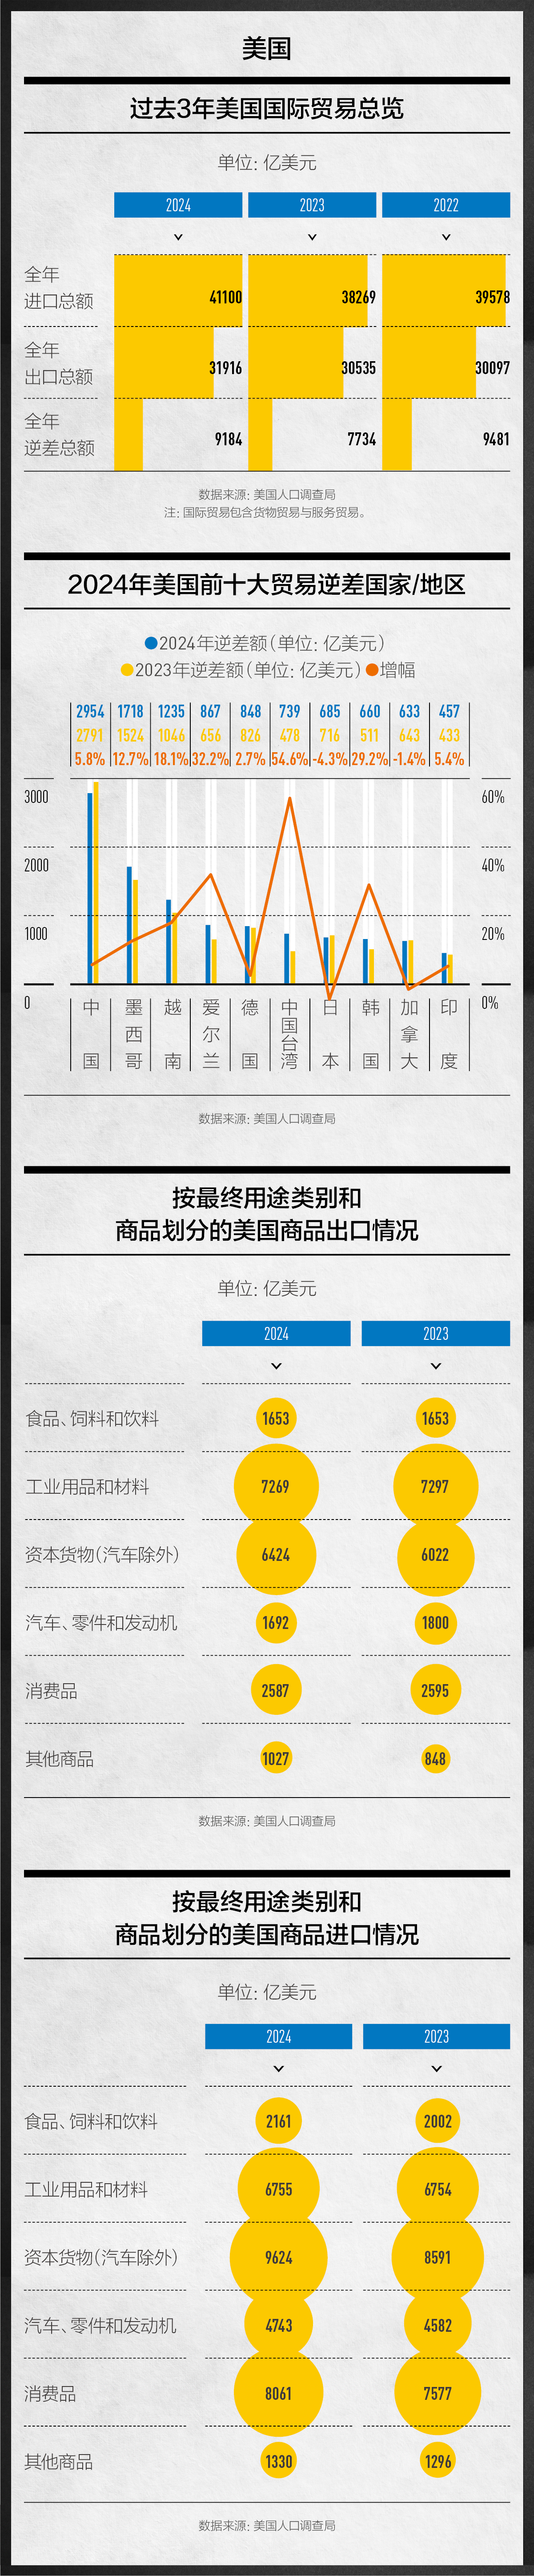 美国
过去3年美国国际贸易总览
单位: 亿美元
2024 2023 2022
全年
进口总额 41100 38269 39578
全年
出口总额 31916 30535 30097
全年
逆差总额 9184 7734 9481
数据来源: 美国人口调查局
注: 国际贸易包含货物贸易与服务贸易。
2024年美国前十大贸易逆差国家/地区
2024年逆差额(单位: 亿美元)
2023年逆差额(单位: 亿美元) 增幅
2954 1718 1235 867 848 739 685 660 633 457
2791 1524 1046 656 826 478 716 511 643 433
5.8% 12.7% 18.1% 32.2% 2.7% 54.6% -4.3% 29.2% -1.4% 5.4%
3000 60%
2000 40%
1000 20%
0 0%
中国 墨西哥 越南 爱尔兰 德国 中国台湾 日本 韩国 加拿大 印度
数据来源: 美国人口调查局
按最终用途类别和
商品划分的美国商品出口情况
单位: 亿美元
2024 2023
食品、饲料和饮料 1653 1653
工业用品和材料 7269 7297
资本货物(汽车除外) 6424 6022
汽车、零件和发动机 1692 1800
消费品 2587 2595
其他商品 1027 848
数据来源: 美国人口调查局
按最终用途类别和
商品划分的美国商品进口情况
单位: 亿美元
2024 2023
食品、饲料和饮料 2161 2002
工业用品和材料 6755 6754
资本货物(汽车除外) 9624 8591
汽车、零件和发动机 4743 4582
消费品 8061 7577
其他商品 1330 1296
数据来源: 美国人口调查局